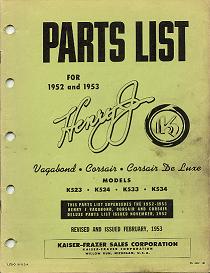 PARTS LIST
FOR
1952 and 1953
Henry J
K
Vagabond • Corsair • Corsair De Luxe
MODELS
K523 • K524 • K533 • K534
THIS PARTS LIST SUPERSEDES THE 1952-1953
HENRY J VAGABOND, CORSAIR AND CORSAIR
DELUXE PARTS LIST ISSUED NOVEMBER, 1952
REVISED AND ISSUED FEBRUARY, 1953
KAISER-FRAZER SALES CORPORATION
KAISER-FRAZER CORPORATION
WILLOW RUN, MICHIGAN, U.S.A.